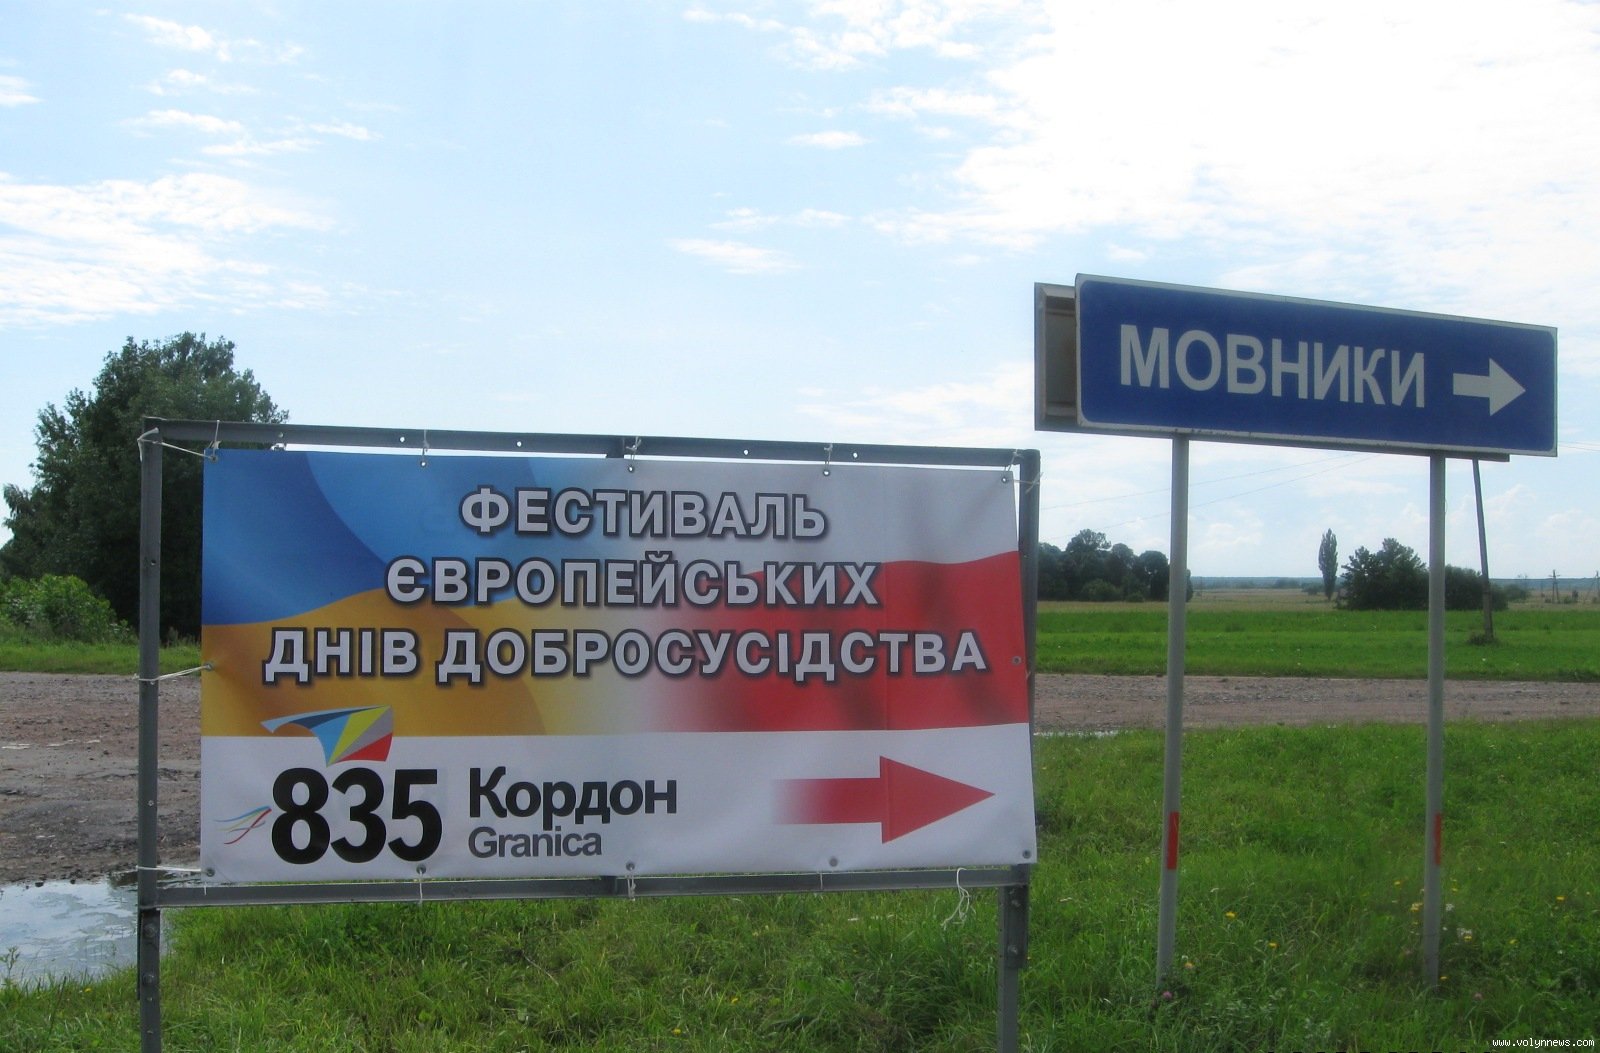 ФЕСТИВАЛЬ
ЄВРОПЕЙСЬКИХ
ДНІВ ДОБРОСУСІДСТВА
835 Кордон
Granica
МОВНИКИ
www.volynnews.com